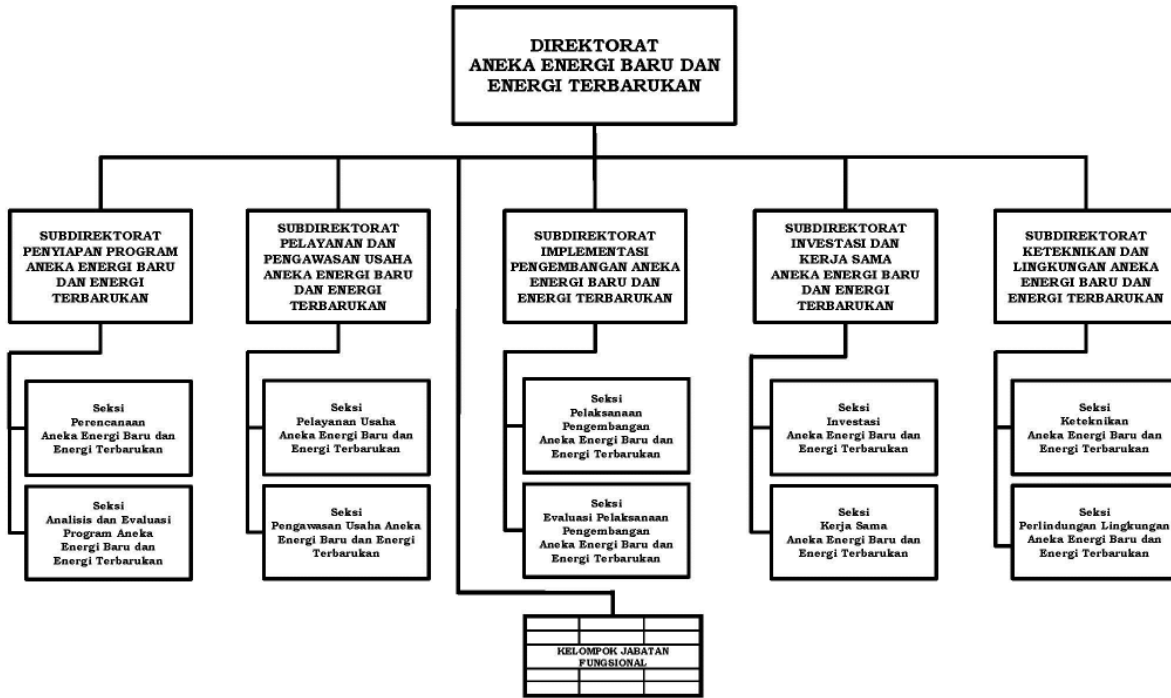 DIREKTORAT
ANEKA ENERGI BARU DAN
ENERGI TERBARUKAN
SUBDIREKTORAT
PENYIAPAN PROGRAM
ANEKA ENERGI BARU
DAN ENERGI
TERBARUKAN
SUBDIREKTORAT
PELAYANAN DAN
PENGAWASAN USAHA
ANEKA ENERGI BARU
DAN ENERGI
TERBARUKAN
SUBDIREKTORAT
IMPLEMENTASI
PENGEMBANGAN ANEKA
ENERGI BARU DAN
ENERGI TERBARUKAN
SUBDIREKTORAT
INVESTASI DAN
KERJA SAMA
ANEKA ENERGI BARU
DAN ENERGI
TERBARUKAN
SUBDIREKTORAT
KETEKNIKAN DAN
LINGKUNGAN ANEKA
ENERGI BARU DAN
ENERGI TERBARUKAN
Seksi
Perencanaan
Aneka Energi Baru dan
Energi Terbarukan
Seksi
Pelayanan Usaha
Aneka Energi Baru dan
Energi Terbarukan
Seksi
Pelaksanaan
Pengembangan
Aneka Energi Baru dan
Energi Terbarukan
Seksi
Investasi
Aneka Energi Baru dan
Energi Terbarukan
Seksi
Keteknikan
Aneka Energi Baru dan
Energi Terbarukan
Seksi
Analisis dan Evaluasi
Program Aneka
Energi Baru dan
Energi Terbarukan
Seksi
Pengawasan Usaha Aneka
Energi Baru dan Energi
Terbarukan
Seksi
Evaluasi Pelaksanaan
Pengembangan
Aneka Energi Baru dan
Energi Terbarukan
Seksi
Kerja Sama
Aneka Energi Baru dan
Energi Terbarukan
Seksi
Perlindungan Lingkungan
Aneka Energi Baru dan
Energi Terbarukan
KELOMPOK JABATAN
FUNGSIONAL